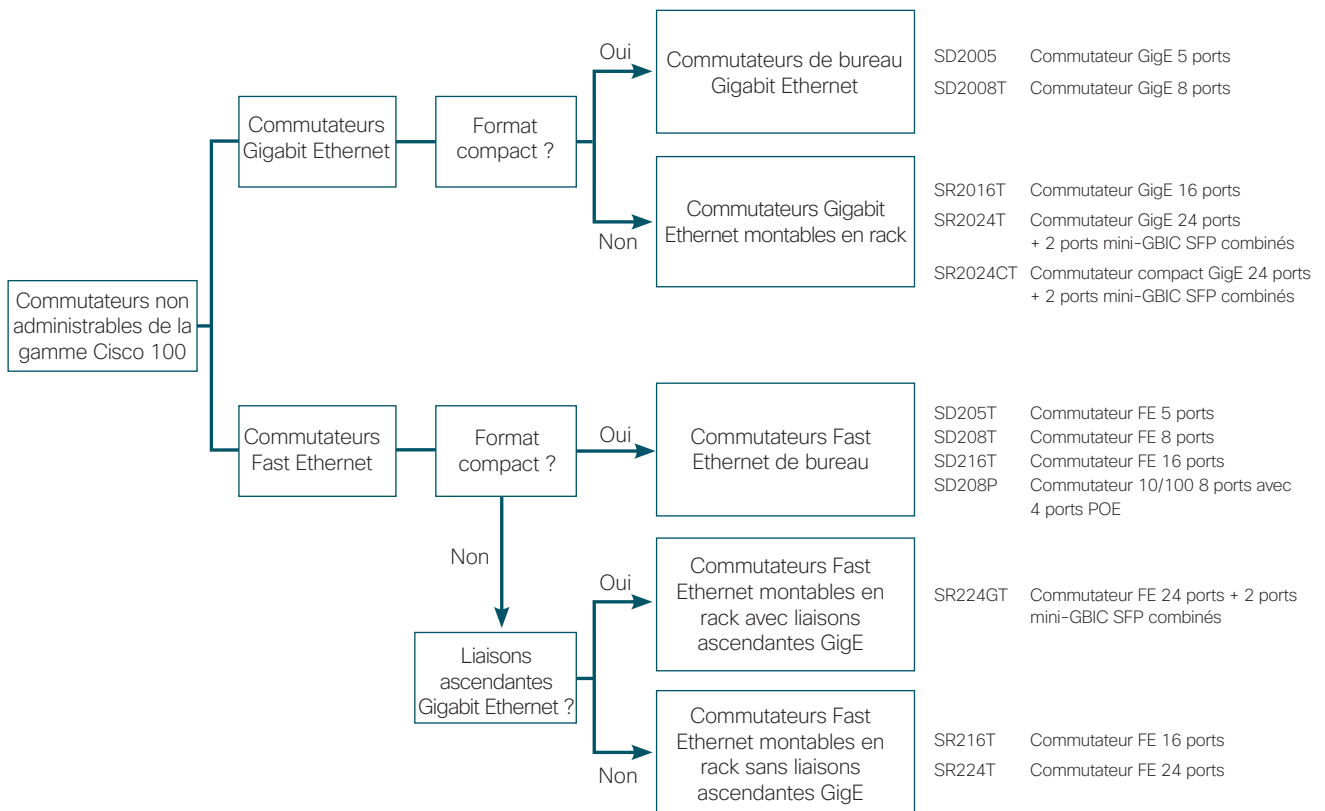 Commutateurs non
administrables de la
gamme Cisco 100
Commutateurs
Gigabit Ethernet
Format
compact ?
Oui
Commutateurs de bureau
Gigabit Ethernet
SD2005 Commutateur GigE 5 ports
SD2008T Commutateur GigE 8 ports
Non
Commutateurs Gigabit
Ethernet montables en rack
SR2016T Commutateur GigE 16 ports
SR2024T Commutateur GigE 24 ports
+ 2 ports mini-GBIC SFP combinés
SR2024CT Commutateur compact GigE 24 ports
+ 2 ports mini-GBIC SFP combinés
Commutateurs
Fast Ethernet
Format
compact ?
Oui
Commutateurs Fast
Ethernet de bureau
SD205T Commutateur FE 5 ports
SD208T Commutateur FE 8 ports
SD216T Commutateur FE 16 ports
SD208P Commutateur 10/100 8 ports avec
4 ports POE
Non
Liaisons
ascendantes
Gigabit Ethernet ?
Oui
Commutateurs Fast
Ethernet montables en
rack avec liaisons
ascendantes GigE
SR224GT Commutateur FE 24 ports + 2 ports
mini-GBIC SFP combinés
Non
Commutateurs Fast
Ethernet montables en
rack sans liaisons
ascendantes GigE
SR216T Commutateur FE 16 ports
SR224T Commutateur FE 24 ports